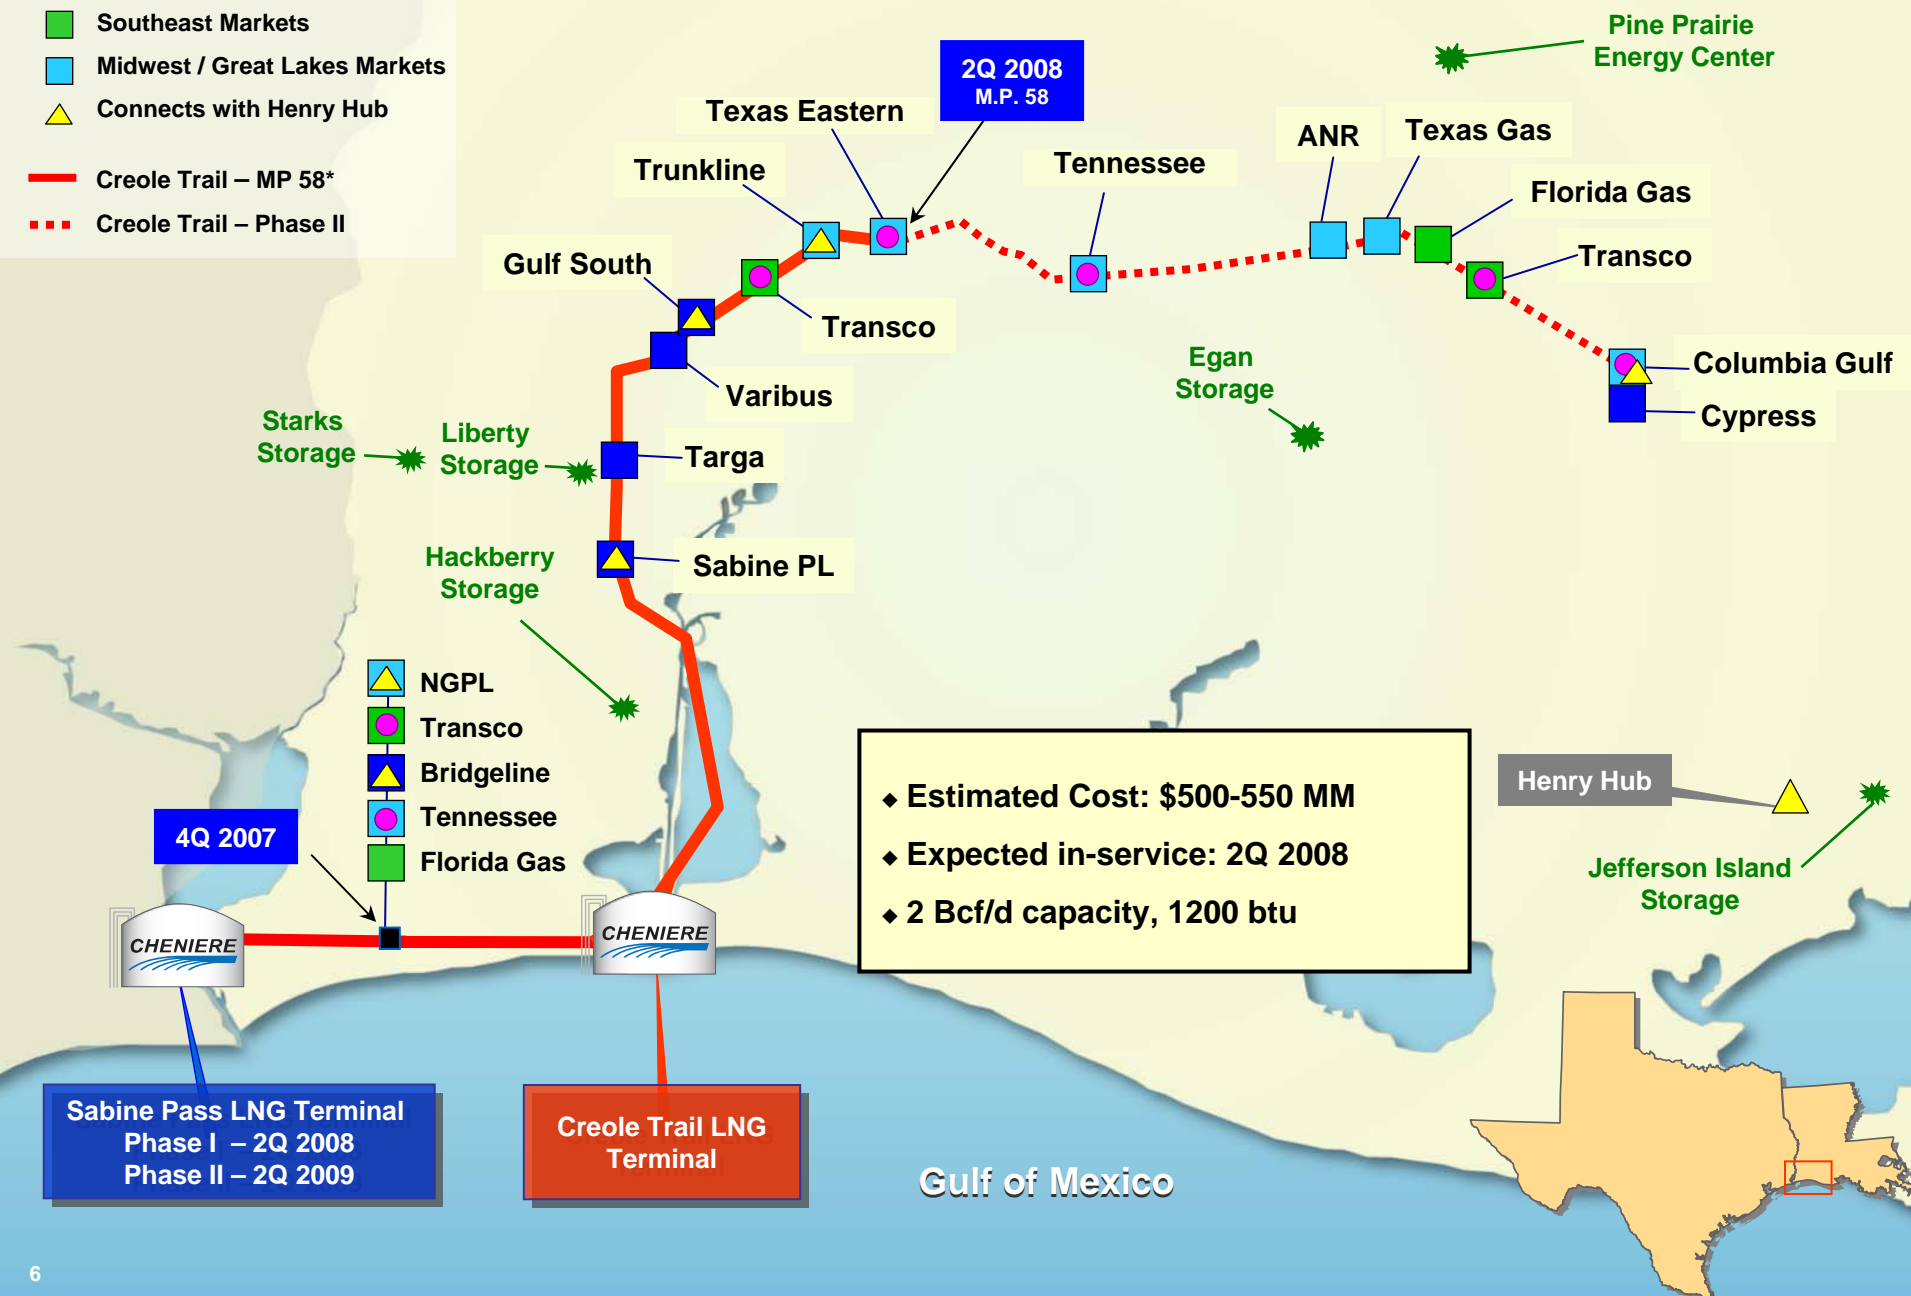 Southeast Markets
Midwest / Great Lakes Markets
Connects with Henry Hub
Creole Trail – MP 58*
Creole Trail – Phase II
Pine Prairie
Energy Center
2Q 2008
M.P. 58
Texas Eastern
Trunkline
Tennessee
ANR
Texas Gas
Florida Gas
Transco
Gulf South
Transco
Varibus
Egan
Storage
Columbia Gulf
Cypress
Starks
Storage
Liberty
Storage
Targa
Hackberry
Storage
Sabine PL
NGPL
Transco
Bridgeline
Tennessee
Florida Gas
4Q 2007
◆ Estimated Cost: $500-550 MM
◆ Expected in-service: 2Q 2008
◆ 2 Bcf/d capacity, 1200 btu
Henry Hub
Jefferson Island
Storage
CHENIERE
CHENIERE
Sabine Pass LNG Terminal
Phase I – 2Q 2008
Phase II – 2Q 2009
Creole Trail LNG
Terminal
Gulf of Mexico
6